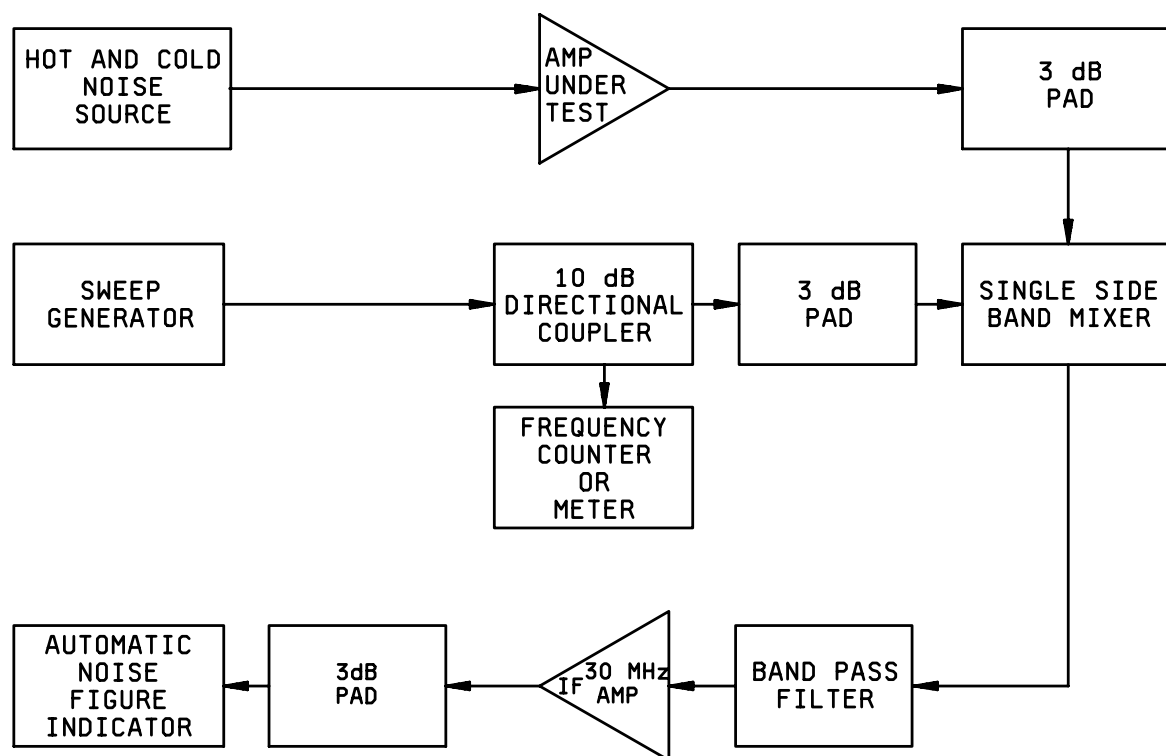 HOT AND COLD
NOISE
SOURCE
AMP
UNDER
TEST
3 dB
PAD
SWEEP
GENERATOR
10 dB
DIRECTIONAL
COUPLER
3 dB
PAD
SINGLE SIDE
BAND MIXER
FREQUENCY
COUNTER
OR
METER
AUTOMATIC
NOISE
FIGURE
INDICATOR
3dB
PAD
IF 30 MHz
AMP
BAND PASS
FILTER